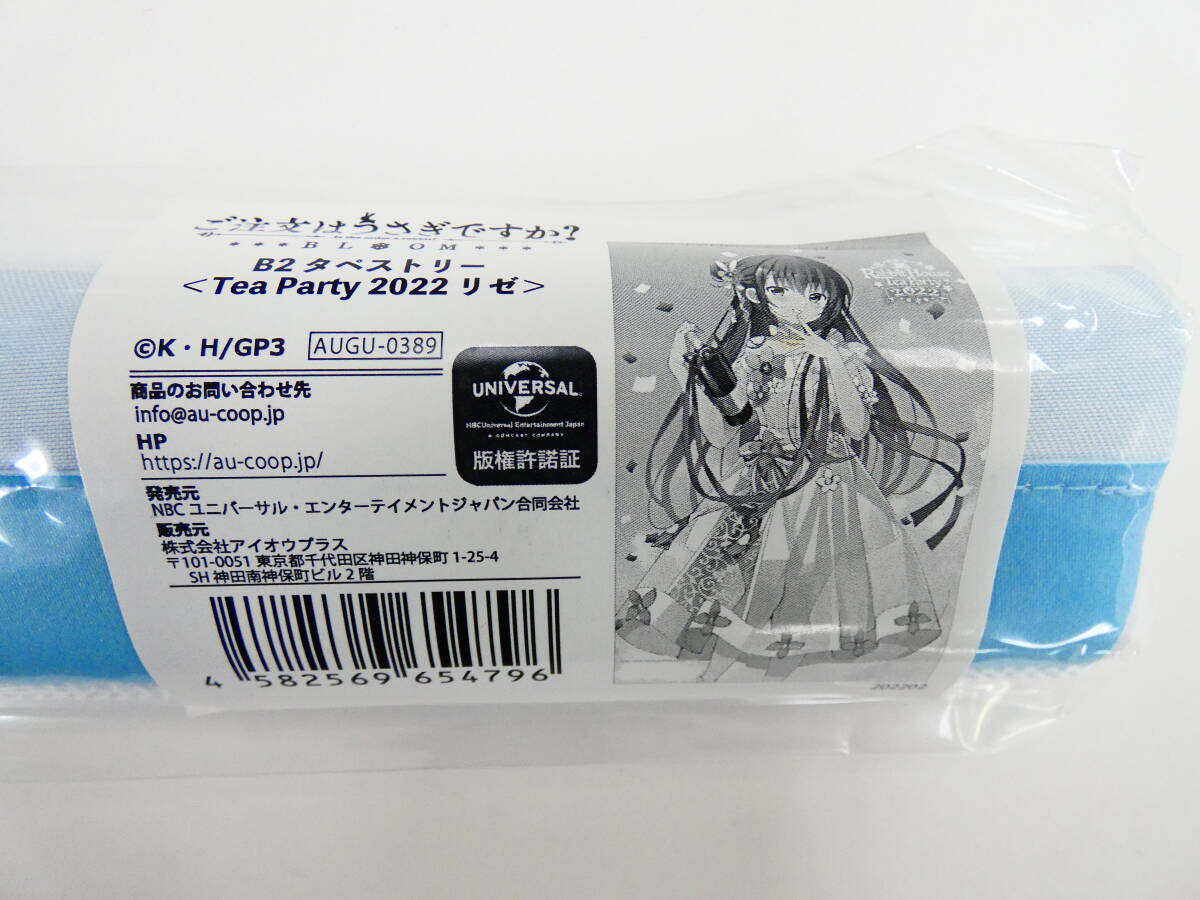 ご注文はうさぎですか?
BLOOM
B2 タペストリー
<Tea Party 2022 リゼ>
©K・H/GP3 AUGU-0389
商品のお問い合わせ先
info@au-coop.jp
HP
https://au-coop.jp/
発売元
NBC ユニバーサル・エンターテイメントジャパン合同会社
販売元
株式会社アイオウプラス
〒101-0051 東京都千代田区神田神保町 1-25-4
SH 神田南神保町ビル 2 階
4 582569 654796
UNIVERSAL
NBCUniversal Entertainment Japan
A COMCAST COMPANY
版権許諾証
Rabbit House
Tea Party
2022
202202